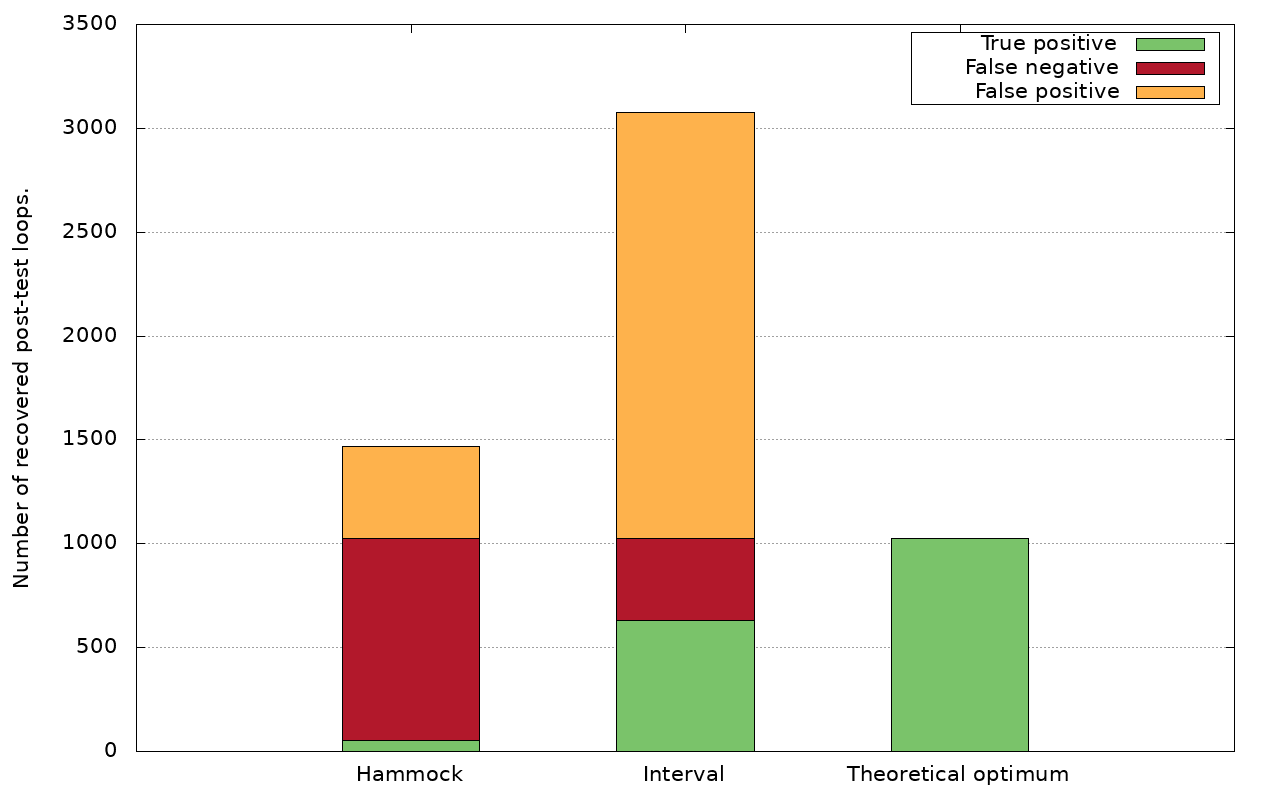 3500
3000
2500
2000
1500
1000
500
0
Number of recovered post-test loops.
True positive
False negative
False positive
Hammock
Interval
Theoretical optimum